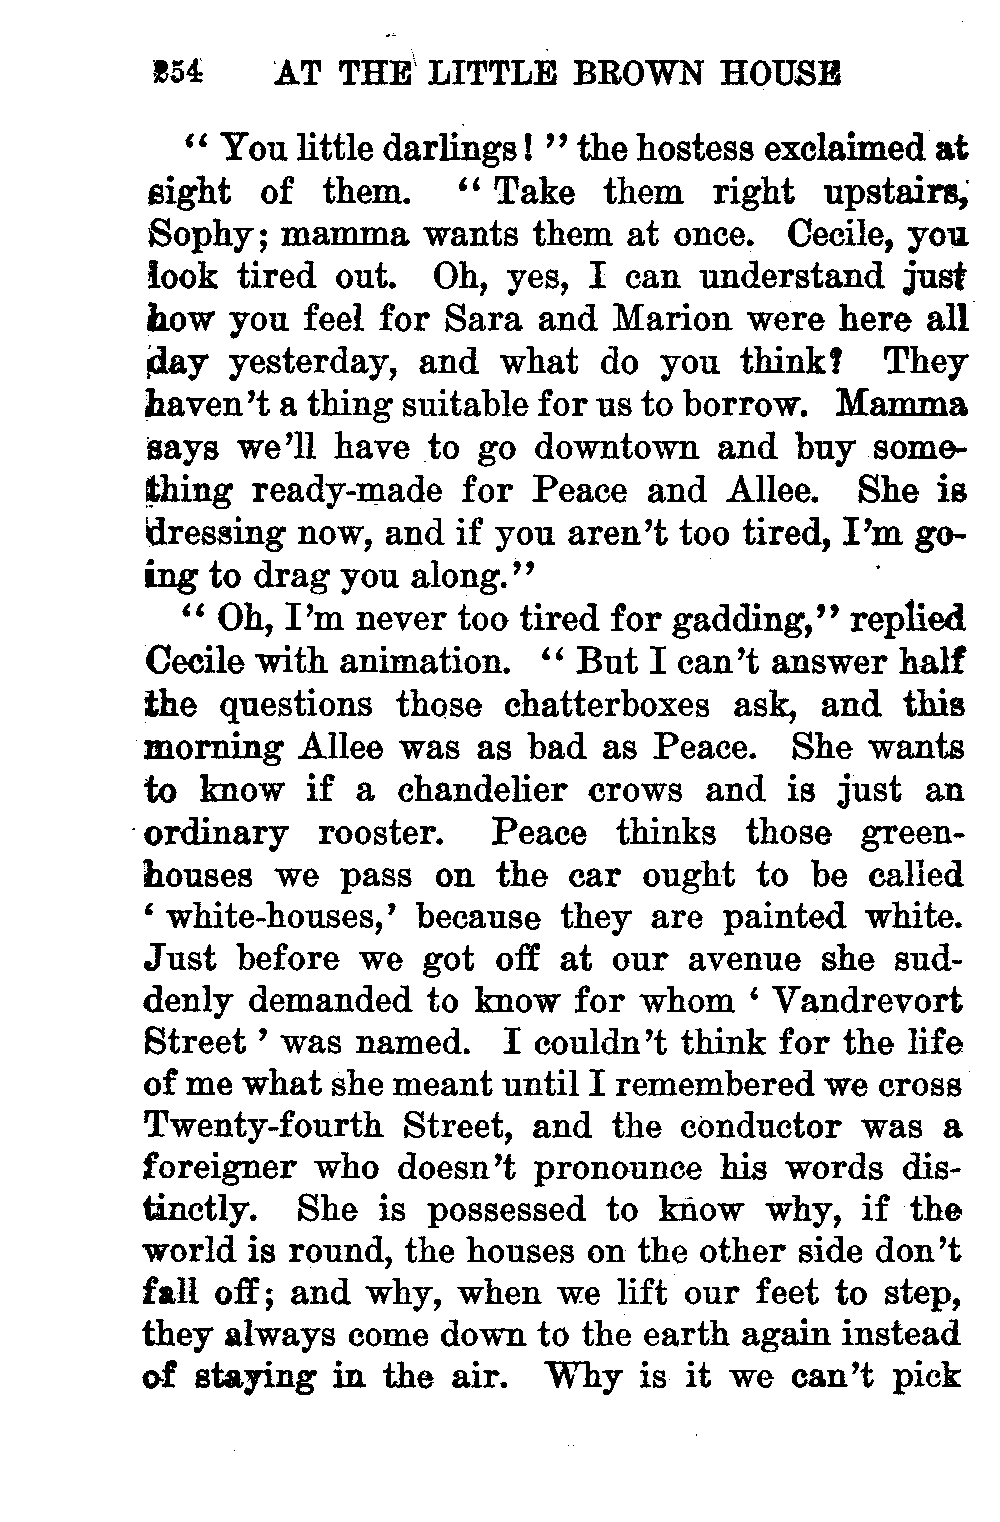 254 AT THE LITTLE BROWN HOUSE
“ You little darlings! ” the hostess exclaimed at
sight of them. “ Take them right upstairs,
Sophy; mamma wants them at once. Cecile, you
look tired out. Oh, yes, I can understand just
how you feel for Sara and Marion were here all
day yesterday, and what do you think? They
haven’t a thing suitable for us to borrow. Mamma
says we’ll have to go downtown and buy some-
thing ready-made for Peace and Allee. She is
dressing now, and if you aren’t too tired, I’m go-
ing to drag you along.”
“ Oh, I’m never too tired for gadding,” replied
Cecile with animation. “ But I can’t answer half
the questions those chatterboxes ask, and this
morning Allee was as bad as Peace. She wants
to know if a chandelier crows and is just an
ordinary rooster. Peace thinks those green-
houses we pass on the car ought to be called
‘ white-houses,’ because they are painted white.
Just before we got off at our avenue she sud-
denly demanded to know for whom ‘ Vandrevort
Street ’ was named. I couldn’t think for the life
of me what she meant until I remembered we cross
Twenty-fourth Street, and the conductor was a
foreigner who doesn’t pronounce his words dis-
tinctly. She is possessed to know why, if the
world is round, the houses on the other side don’t
fall off; and why, when we lift our feet to step,
they always come down to the earth again instead
of staying in the air. Why is it we can’t pick